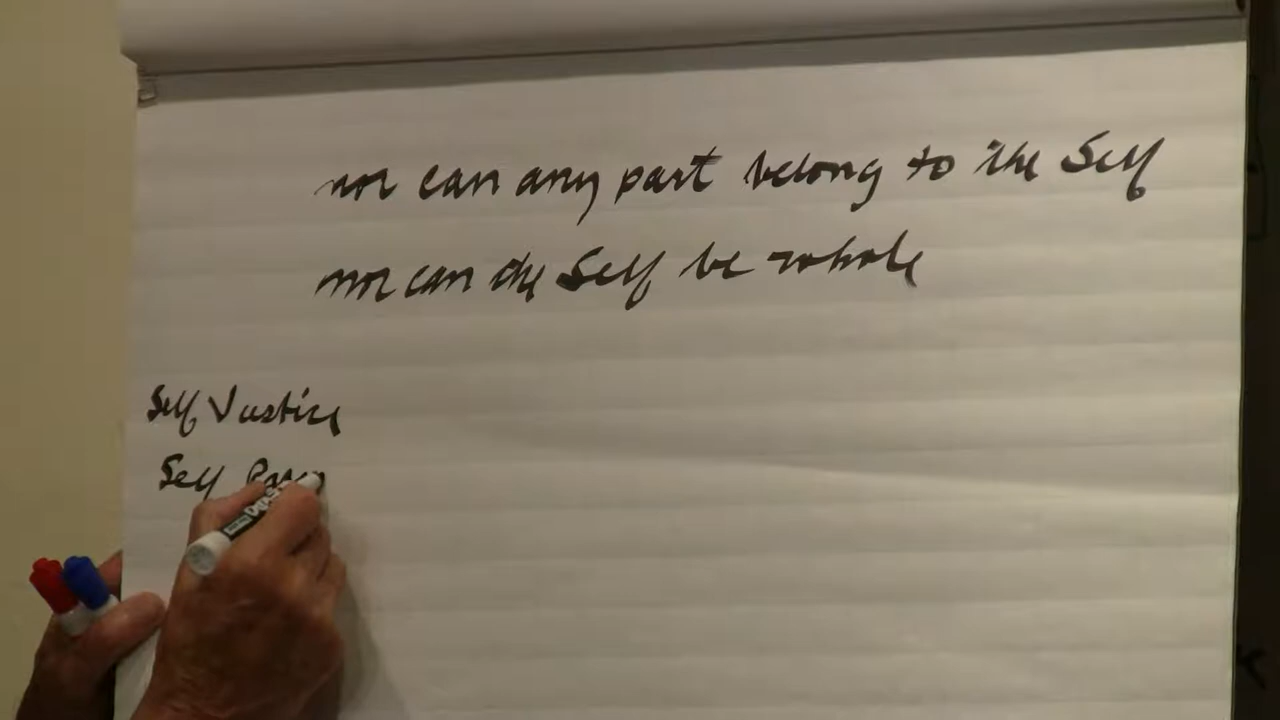 nor can any part belong to the Self
nor can the Self be whole
Self Justice
Self